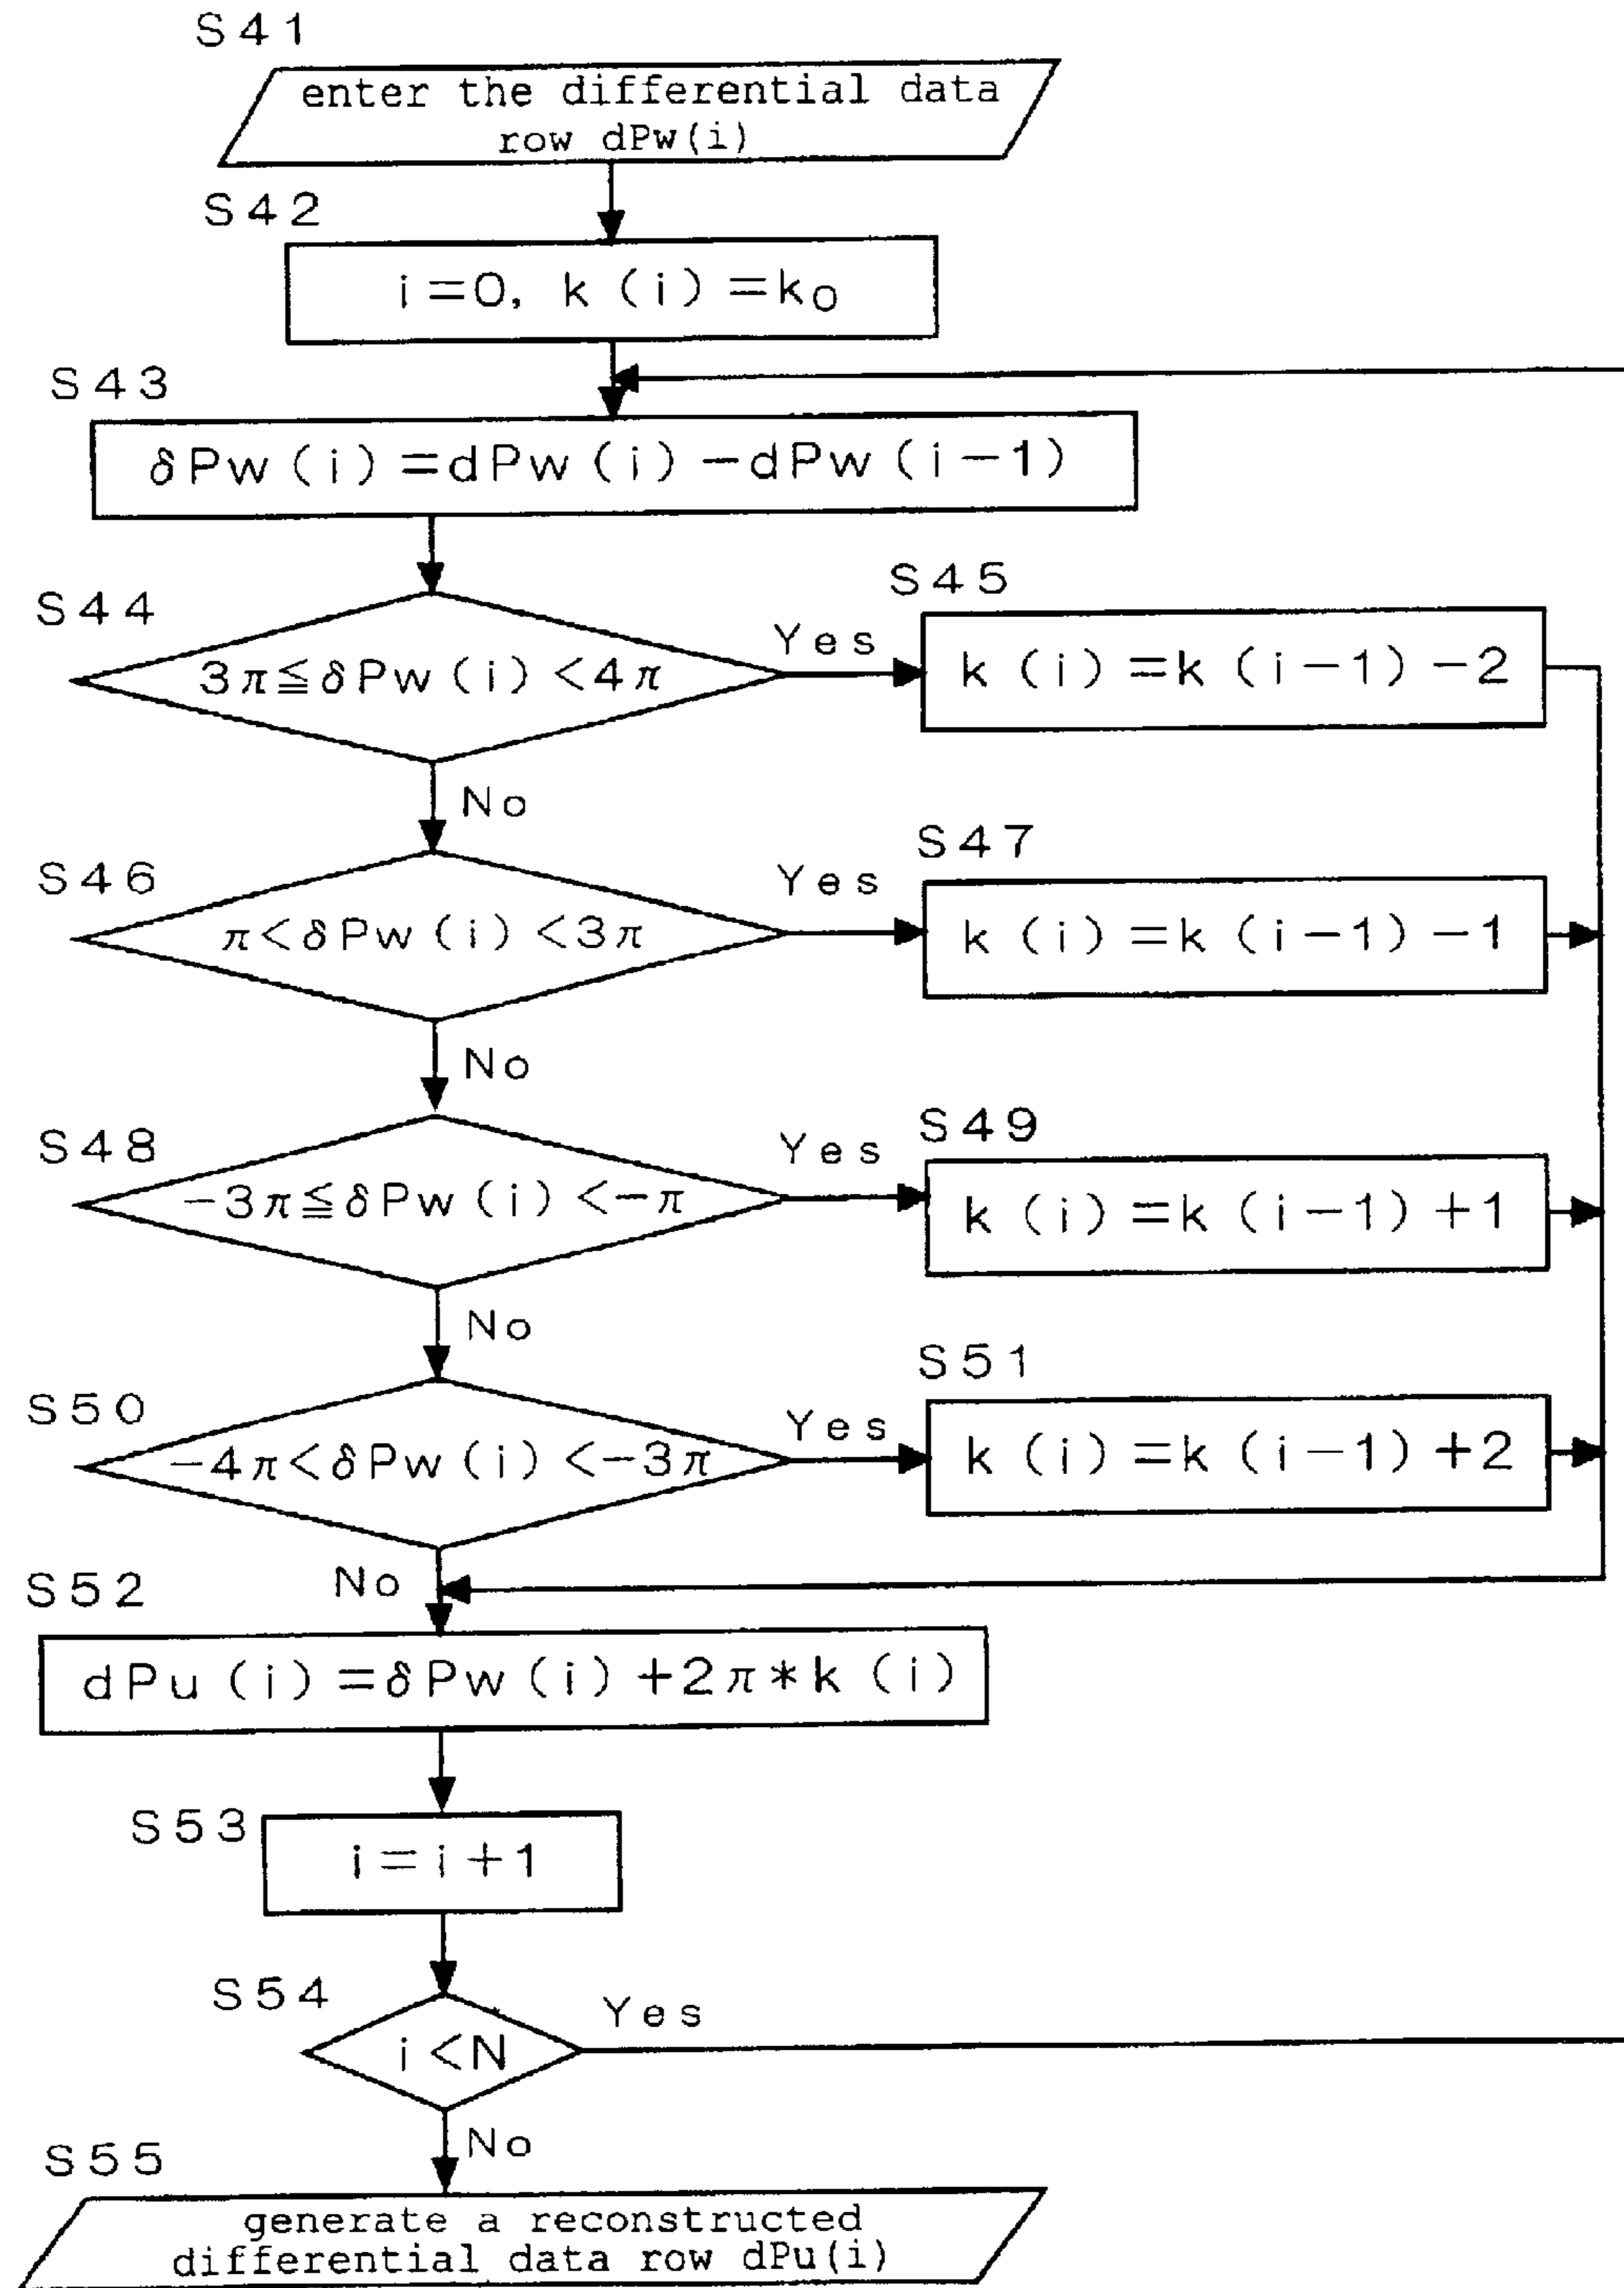 S41
enter the differential data
row dPw(i)
S42
i=0, k(i)=k₀
S43
δPw(i)=dPw(i)-dPw(i-1)
S44
3π≦δPw(i)<4π
Yes
S45
k(i)=k(i-1)-2
No
S46
π<δPw(i)<3π
Yes
S47
k(i)=k(i-1)-1
No
S48
-3π≦δPw(i)<-π
Yes
S49
k(i)=k(i-1)+1
No
S50
-4π<δPw(i)<-3π
Yes
S51
k(i)=k(i-1)+2
No
S52
dPu(i)=δPw(i)+2π*k(i)
S53
i=i+1
S54
i<N
Yes
No
S55
generate a reconstructed
differential data row dPu(i)